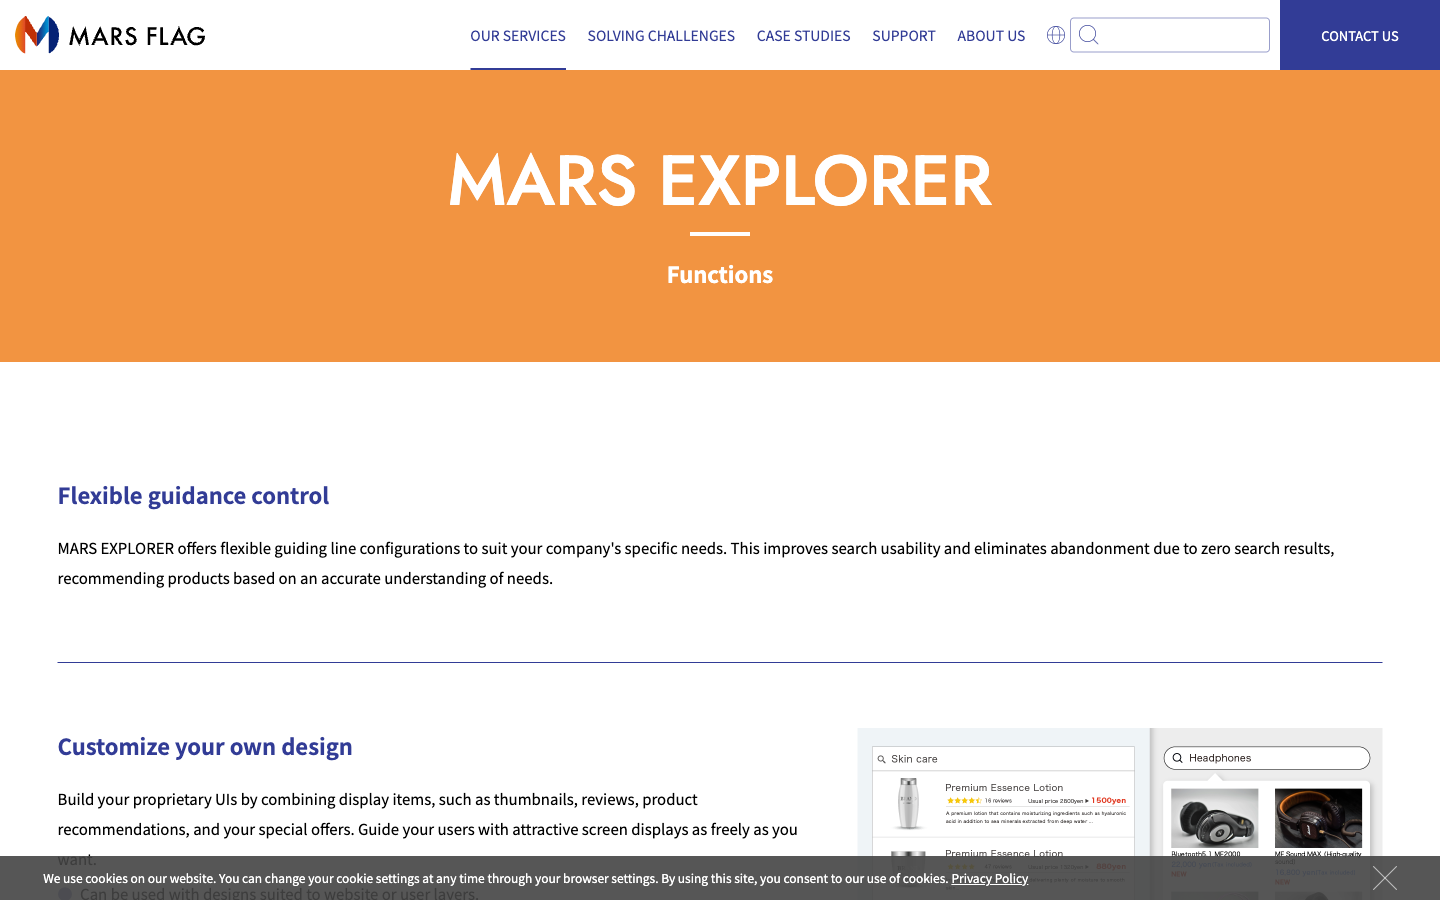 MARS FLAG
OUR SERVICES
SOLVING CHALLENGES
CASE STUDIES
SUPPORT
ABOUT US
CONTACT US
MARS EXPLORER
Functions
Flexible guidance control
MARS EXPLORER offers flexible guiding line configurations to suit your company's specific needs. This improves search usability and eliminates abandonment due to zero search results,
recommending products based on an accurate understanding of needs.
Customize your own design
Build your proprietary UIs by combining display items, such as thumbnails, reviews, product
recommendations, and your special offers. Guide your users with attractive screen displays as freely as you
want.
Can be used with designs suited to website or user layers.
Skin care
Premium Essence Lotion
16 reviews Usual price 2800yen ▶ 1500yen
A premium lotion that contains moisturizing ingredients such as hyaluronic
acid in addition to sea minerals extracted from deep water ...
Premium Essence Lotion
Headphones
Bluetooth5.1 MF2000
NEW
MF Sound MAX (High-quality
sound)
NEW
We use cookies on our website. You can change your cookie settings at any time through your browser settings. By using this site, you consent to our use of cookies. Privacy Policy